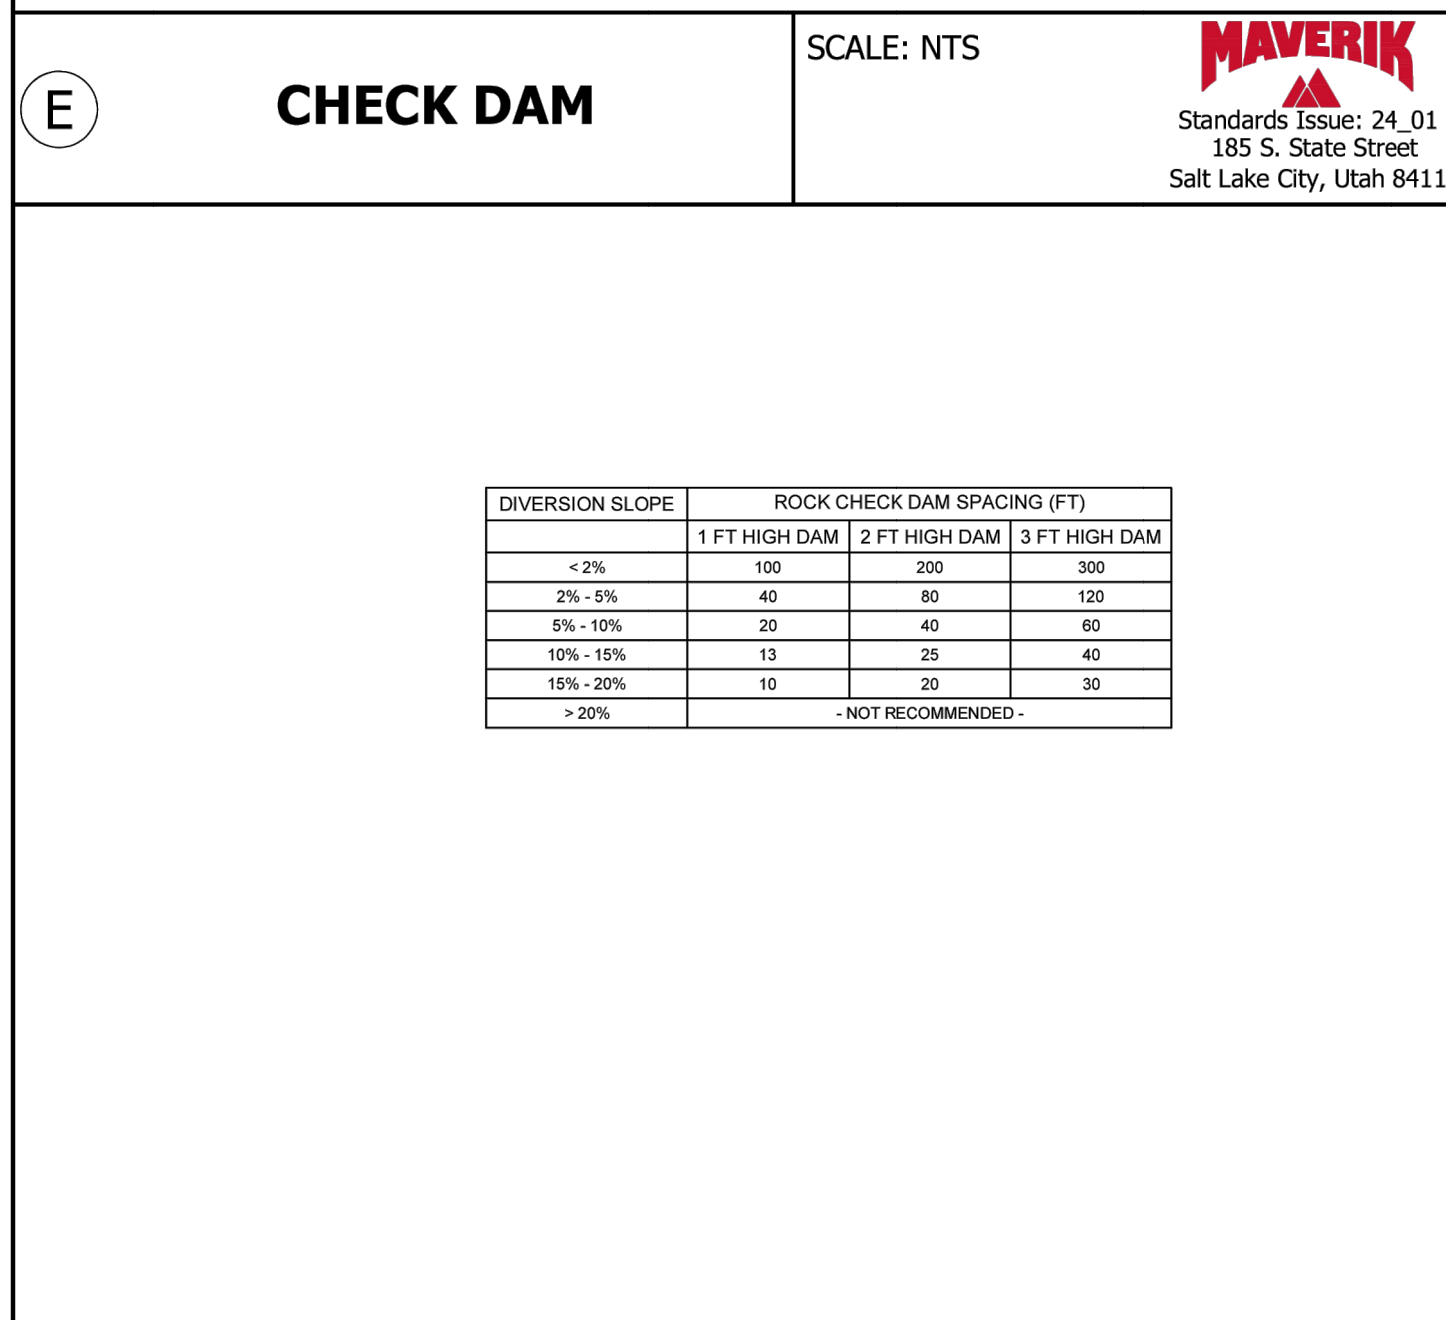 E
CHECK DAM
SCALE: NTS
MAVERIK
Standards Issue: 24_01
185 S. State Street
Salt Lake City, Utah 8411
DIVERSION SLOPE ROCK CHECK DAM SPACING (FT)
1 FT HIGH DAM 2 FT HIGH DAM 3 FT HIGH DAM
< 2% 100 200 300
2% - 5% 40 80 120
5% - 10% 20 40 60
10% - 15% 13 25 40
15% - 20% 10 20 30
> 20% - NOT RECOMMENDED -